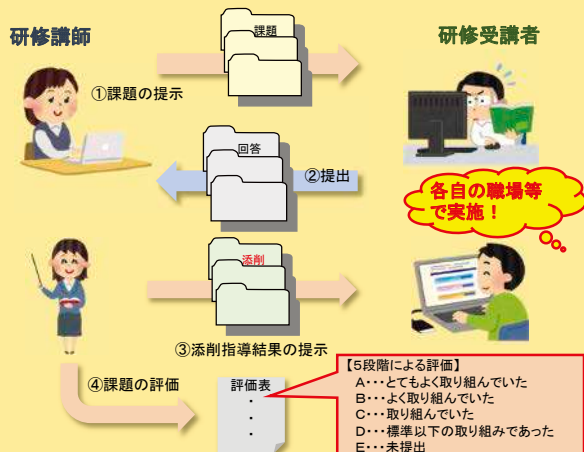 研修講師
研修受講者
課題
①課題の提示
回答
②提出
各自の職場等
で実施！
添削
③添削指導結果の提示
④課題の評価
評価表
・
・
・
【5段階による評価】
A･･･とてもよく取り組んでいた
B･･･よく取り組んでいた
C･･･取り組んでいた
D･･･標準以下の取り組みであった
E･･･未提出